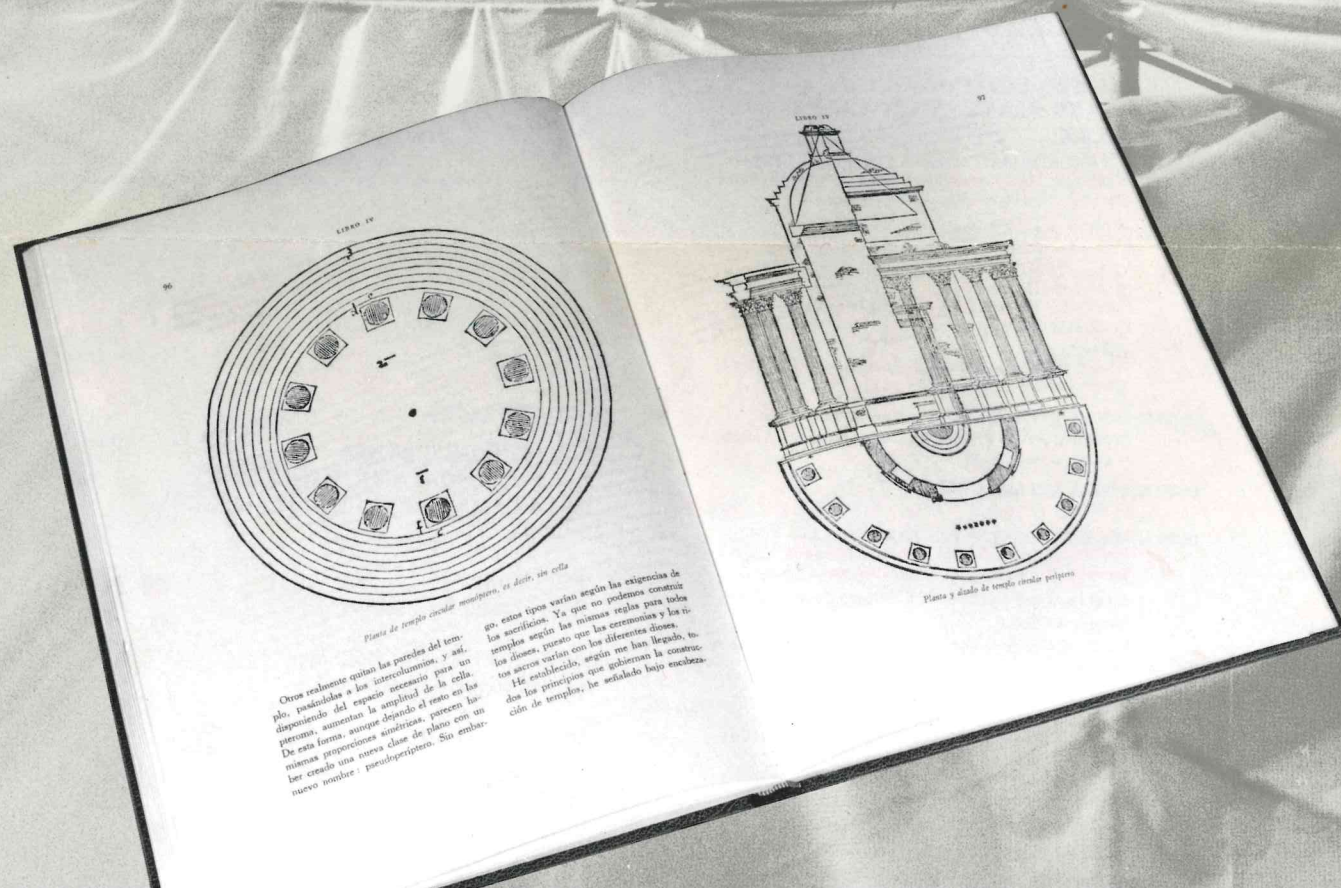 LIBRO IV
96
Planta de templo circular monóptero, es decir, sin cella
Otros realmente quitan las paredes del tem-
plo, pasándolas a los intercolumnios, y así,
disponiendo del espacio necesario para un
pteroma, aumentan la amplitud de la cella.
De esta forma, aunque dejando el resto en las
mismas proporciones simétricas, parecen ha-
ber creado una nueva clase de plano con un
nuevo nombre: pseudoperíptero. Sin embar-
go, estos tipos varían según las exigencias de
los sacrificios. Ya que no podemos construir
templos según las mismas reglas para todos
los dioses, puesto que las ceremonias y los ri-
tos sacros varían con los diferentes dioses.
He establecido, según me han llegado, to-
dos los principios que gobiernan la construc-
ción de templos, he señalado bajo encabeza-
LIBRO IV
97
Planta y alzado de templo circular períptero